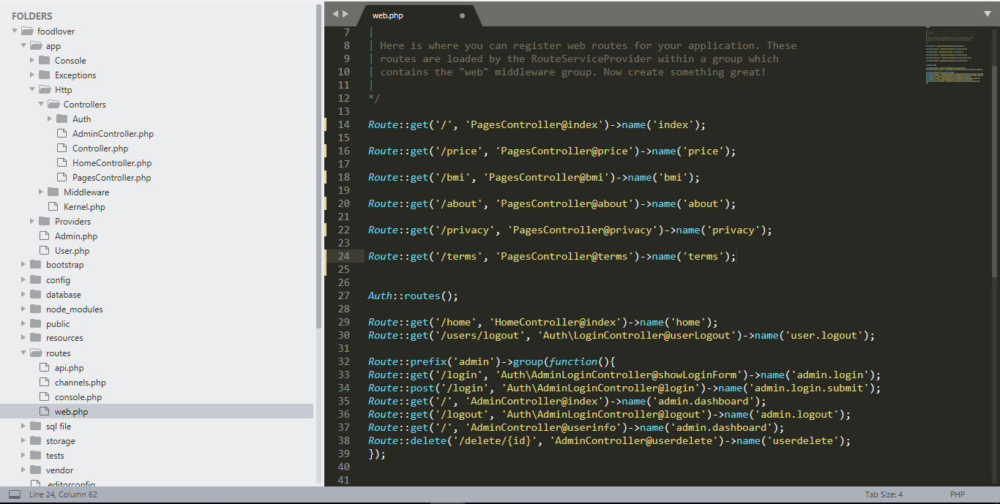 FOLDERS
foodlover
app
Console
Exceptions
Http
Controllers
Auth
AdminController.php
Controller.php
HomeController.php
PagesController.php
Middleware
Kernel.php
Providers
Admin.php
User.php
bootstrap
config
database
node_modules
public
resources
routes
api.php
channels.php
console.php
web.php
sql file
storage
tests
vendor
.editorconfig
web.php
7 |
8 | Here is where you can register web routes for your application. These
9 | routes are loaded by the RouteServiceProvider within a group which
10 | contains the "web" middleware group. Now create something great!
11 |
12 */
13
14 Route::get('/', 'PagesController@index')->name('index');
15
16 Route::get('/price', 'PagesController@price')->name('price');
17
18 Route::get('/bmi', 'PagesController@bmi')->name('bmi');
19
20 Route::get('/about', 'PagesController@about')->name('about');
21
22 Route::get('/privacy', 'PagesController@privacy')->name('privacy');
23
24 Route::get('/terms', 'PagesController@terms')->name('terms');
25
26
27 Auth::routes();
28
29 Route::get('/home', 'HomeController@index')->name('home');
30 Route::get('/users/logout', 'Auth\LoginController@userLogout')->name('user.logout');
31
32 Route::prefix('admin')->group(function(){
33 Route::get('/login', 'Auth\AdminLoginController@showLoginForm')->name('admin.login');
34 Route::post('/login', 'Auth\AdminLoginController@login')->name('admin.login.submit');
35 Route::get('/', 'AdminController@index')->name('admin.dashboard');
36 Route::get('/logout', 'Auth\AdminLoginController@logout')->name('admin.logout');
37 Route::get('/', 'AdminController@userinfo')->name('admin.dashboard');
38 Route::delete('/delete/{id}', 'AdminController@userdelete')->name('userdelete');
39 });
40
41
Line 24, Column 62
Tab Size: 4
PHP